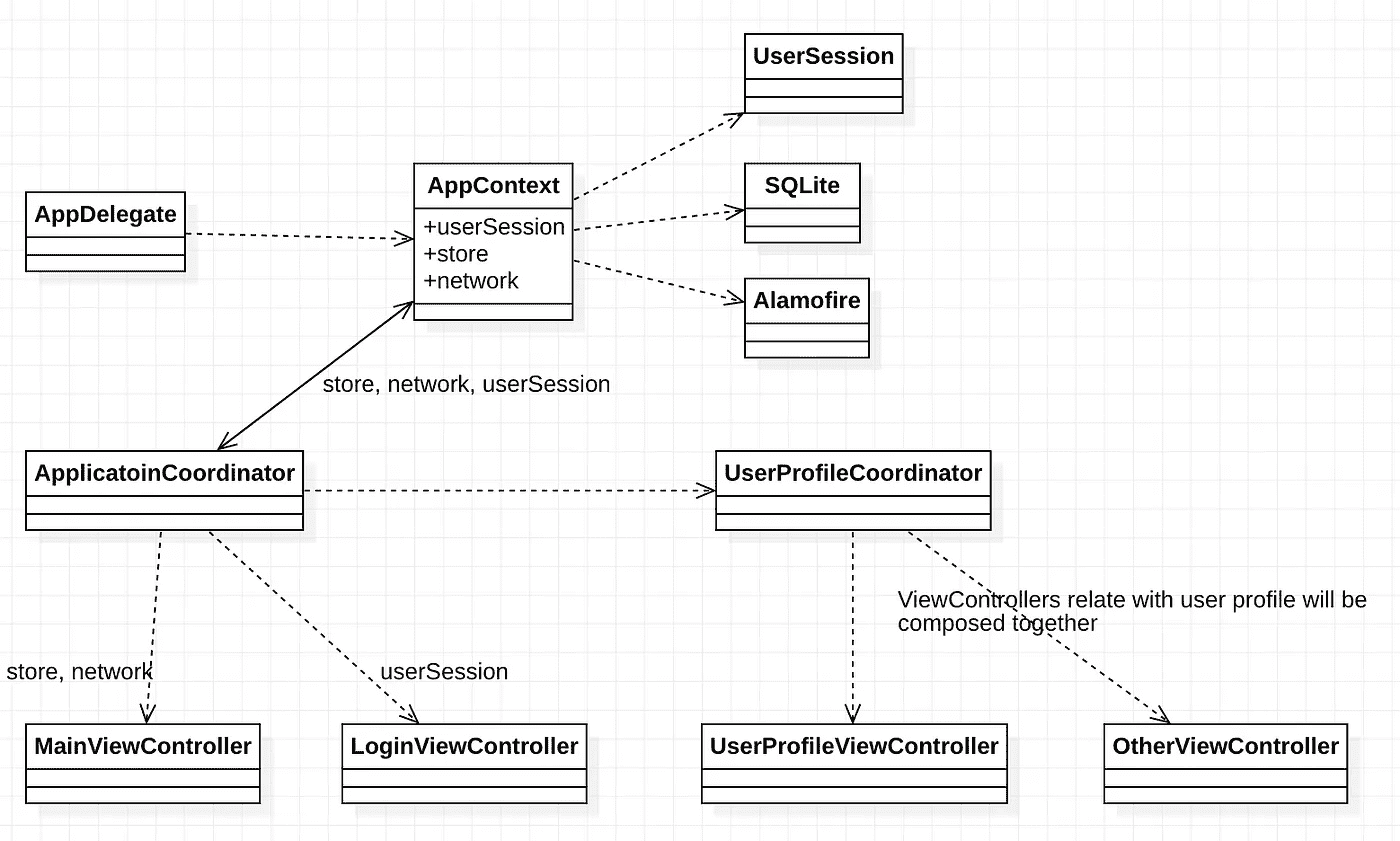 UserSession
AppContext
SQLite
AppDelegate
+userSession
+store
+network
Alamofire
store, network, userSession
ApplicatoinCoordinator
UserProfileCoordinator
ViewControllers relate with user profile will be
composed together
store, network
userSession
MainViewController
LoginViewController
UserProfileViewController
OtherViewController